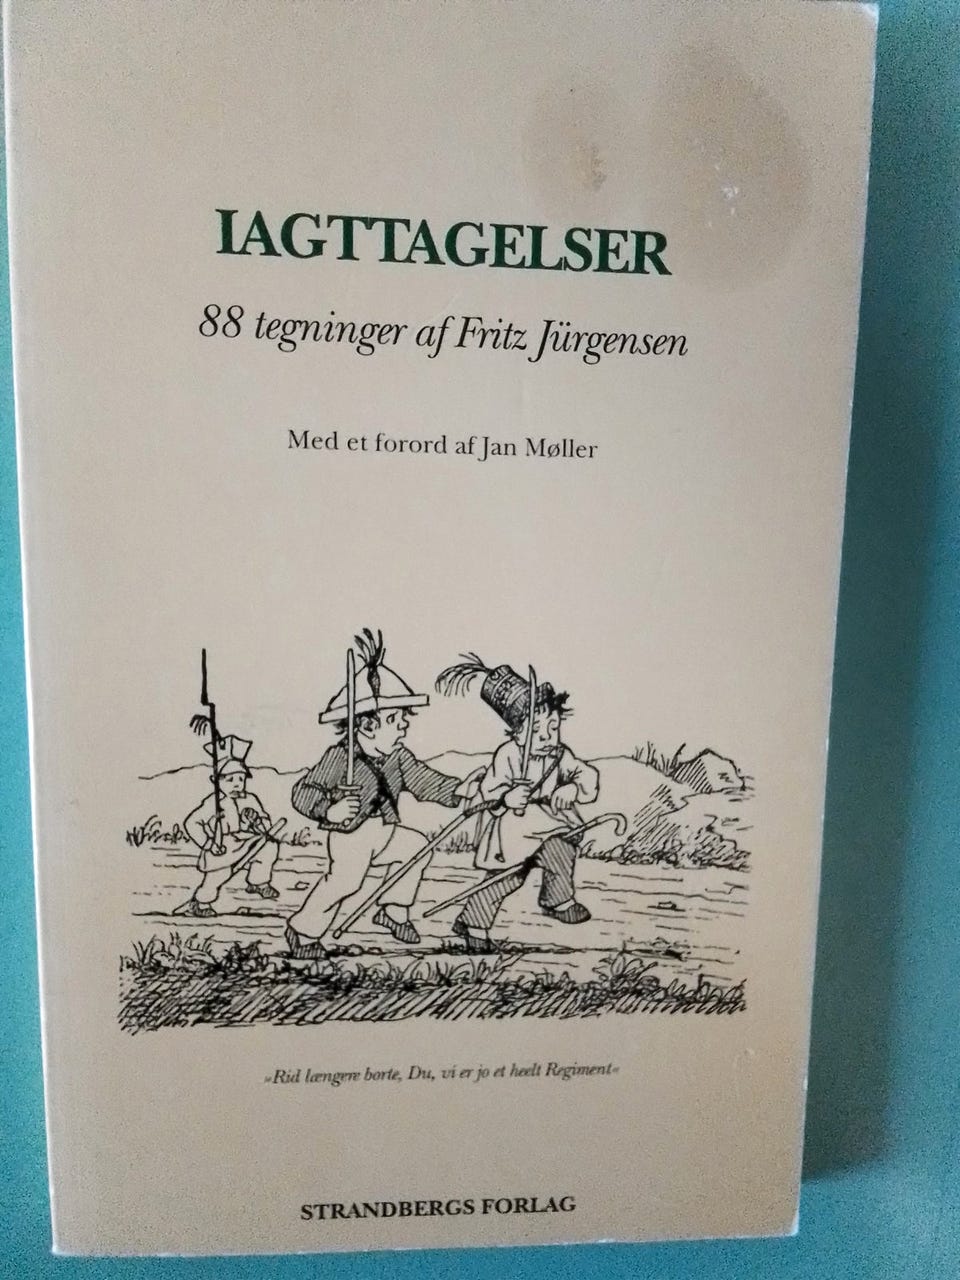 IAGTTAGELSER
88 tegninger af Fritz Jürgensen
Med et forord af Jan Møller
»Rid længere borte, Du, vi er jo et heelt Regiment«
STRANDBERGS FORLAG